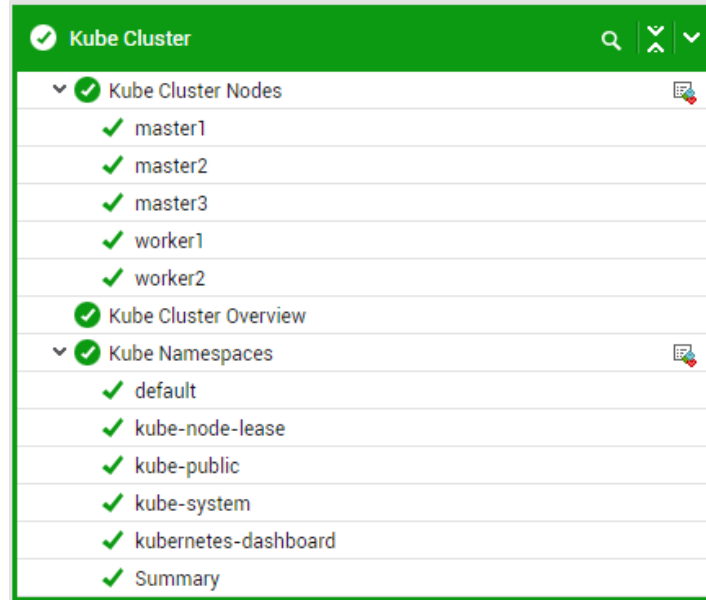 Kube Cluster
Kube Cluster Nodes
master1
master2
master3
worker1
worker2
Kube Cluster Overview
Kube Namespaces
default
kube-node-lease
kube-public
kube-system
kubernetes-dashboard
Summary